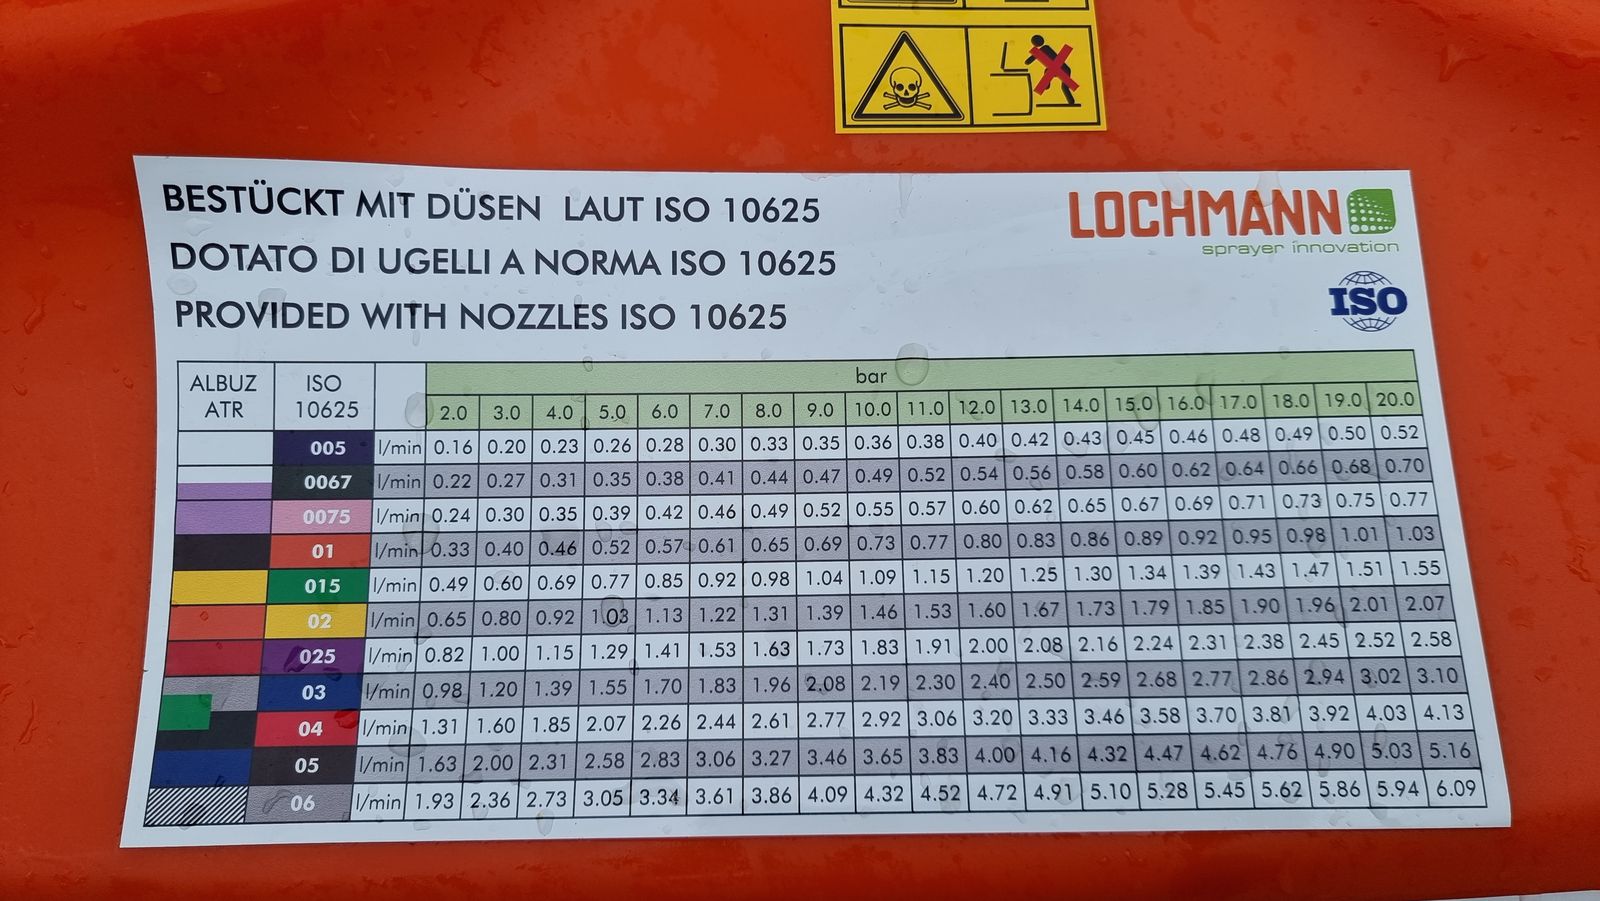 BESTÜCKT MIT DÜSEN LAUT ISO 10625
DOTATO DI UGELLI A NORMA ISO 10625
PROVIDED WITH NOZZLES ISO 10625
LOCHMANN
sprayer innovation
ISO
ALBUZ ATR ISO 10625 bar
2.0 3.0 4.0 5.0 6.0 7.0 8.0 9.0 10.0 11.0 12.0 13.0 14.0 15.0 16.0 17.0 18.0 19.0 20.0
005 l/min 0.16 0.20 0.23 0.26 0.28 0.30 0.33 0.35 0.36 0.38 0.40 0.42 0.43 0.45 0.46 0.48 0.49 0.50 0.52
0067 l/min 0.22 0.27 0.31 0.35 0.38 0.41 0.44 0.47 0.49 0.52 0.54 0.56 0.58 0.60 0.62 0.64 0.66 0.68 0.70
0075 l/min 0.24 0.30 0.35 0.39 0.42 0.46 0.49 0.52 0.55 0.57 0.60 0.62 0.65 0.67 0.69 0.71 0.73 0.75 0.77
01 l/min 0.33 0.40 0.46 0.52 0.57 0.61 0.65 0.69 0.73 0.77 0.80 0.83 0.86 0.89 0.92 0.95 0.98 1.01 1.03
015 l/min 0.49 0.60 0.69 0.77 0.85 0.92 0.98 1.04 1.09 1.15 1.20 1.25 1.30 1.34 1.39 1.43 1.47 1.51 1.55
02 l/min 0.65 0.80 0.92 1.03 1.13 1.22 1.31 1.39 1.46 1.53 1.60 1.67 1.73 1.79 1.85 1.90 1.96 2.01 2.07
025 l/min 0.82 1.00 1.15 1.29 1.41 1.53 1.63 1.73 1.83 1.91 2.00 2.08 2.16 2.24 2.31 2.38 2.45 2.52 2.58
03 l/min 0.98 1.20 1.39 1.55 1.70 1.83 1.96 2.08 2.19 2.30 2.40 2.50 2.59 2.68 2.77 2.86 2.94 3.02 3.10
04 l/min 1.31 1.60 1.85 2.07 2.26 2.44 2.61 2.77 2.92 3.06 3.20 3.33 3.46 3.58 3.70 3.81 3.92 4.03 4.13
05 l/min 1.63 2.00 2.31 2.58 2.83 3.06 3.27 3.46 3.65 3.83 4.00 4.16 4.32 4.47 4.62 4.76 4.90 5.03 5.16
06 l/min 1.93 2.36 2.73 3.05 3.34 3.61 3.86 4.09 4.32 4.52 4.72 4.91 5.10 5.28 5.45 5.62 5.86 5.94 6.09